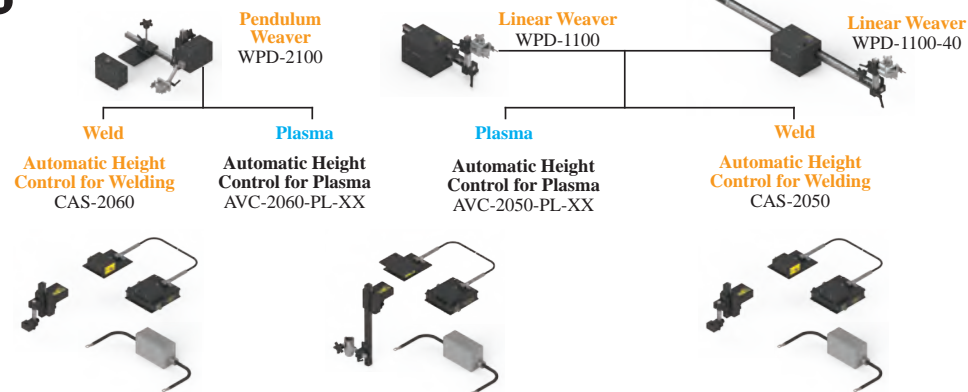 Pendulum
Weaver
WPD-2100
Linear Weaver
WPD-1100
Linear Weaver
WPD-1100-40
Weld
Automatic Height
Control for Welding
CAS-2060
Plasma
Automatic Height
Control for Plasma
AVC-2060-PL-XX
Plasma
Automatic Height
Control for Plasma
AVC-2050-PL-XX
Weld
Automatic Height
Control for Welding
CAS-2050